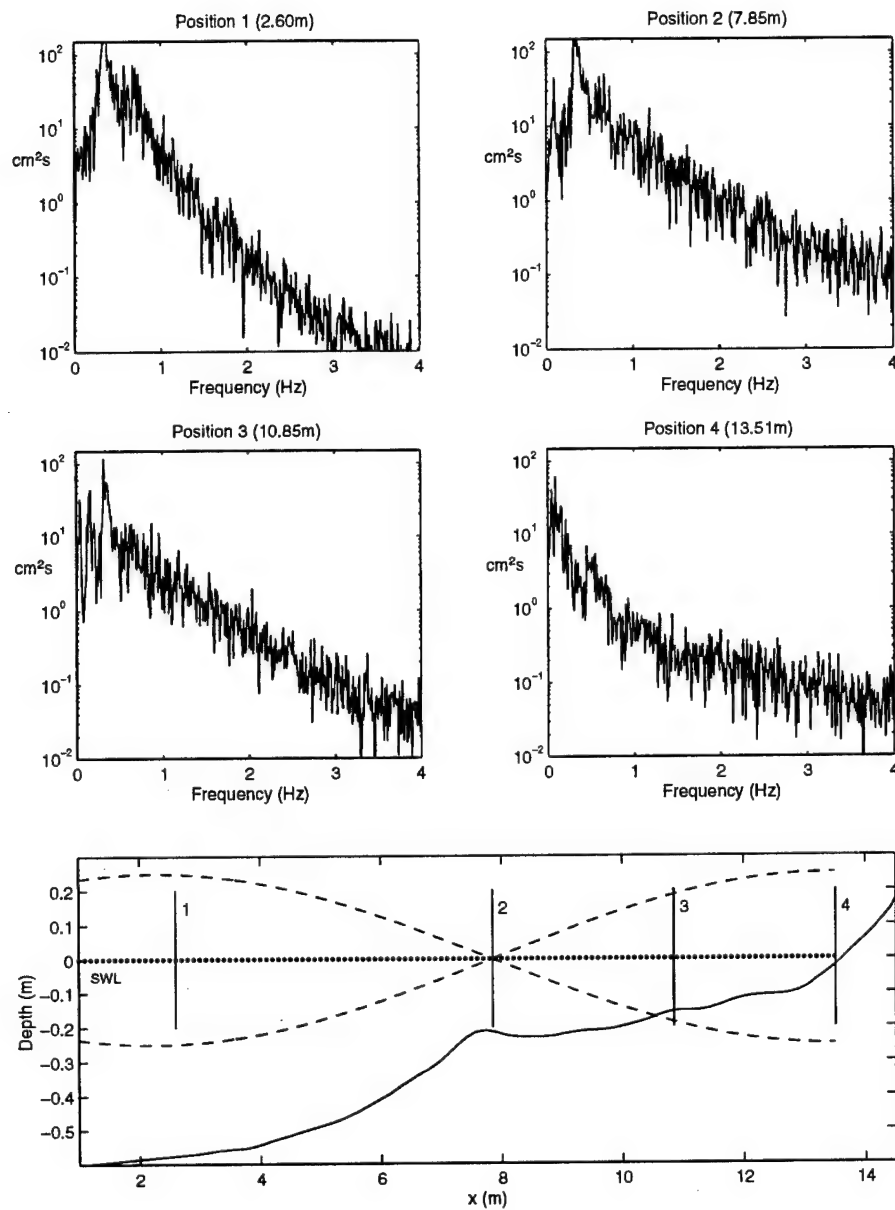 Position 1 (2.60m)
10²
10¹
cm²s
10⁰
10⁻¹
10⁻²
0 1 2 3 4
Frequency (Hz)
Position 2 (7.85m)
10²
10¹
cm²s
10⁰
10⁻¹
10⁻²
0 1 2 3 4
Frequency (Hz)
Position 3 (10.85m)
10²
10¹
cm²s
10⁰
10⁻¹
10⁻²
0 1 2 3 4
Frequency (Hz)
Position 4 (13.51m)
10²
10¹
cm²s
10⁰
10⁻¹
10⁻²
0 1 2 3 4
Frequency (Hz)
0.2
0.1
0
−0.1
−0.2
−0.3
−0.4
−0.5
Depth (m)
1
2
3
4
SWL
2 4 6 8 10 12 14
x (m)